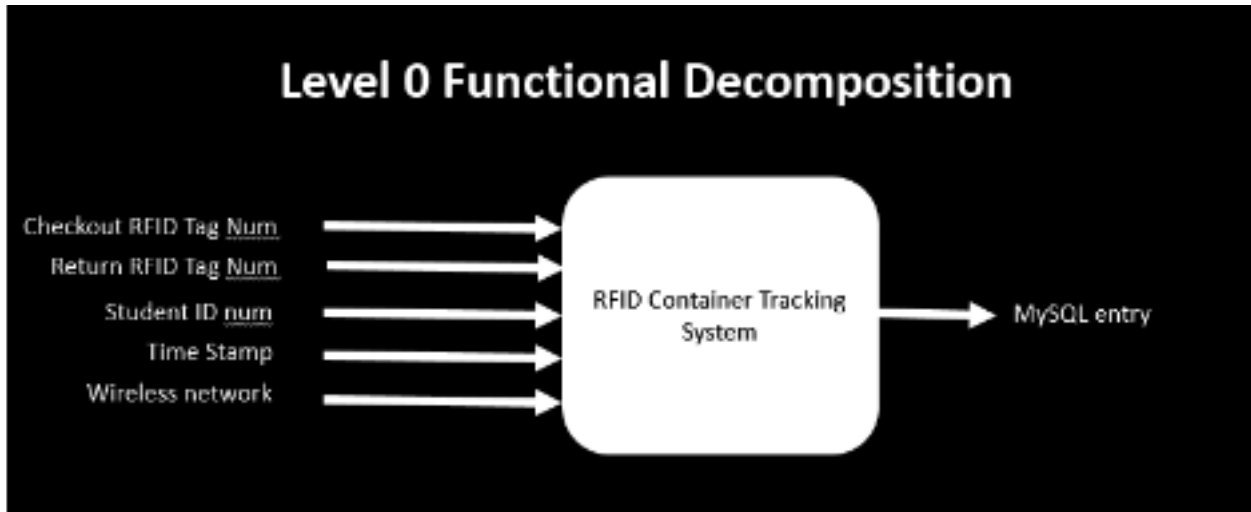 Level 0 Functional Decomposition
Checkout RFID Tag Num
Return RFID Tag Num
Student ID num
Time Stamp
Wireless network
RFID Container Tracking
System
MySQL entry